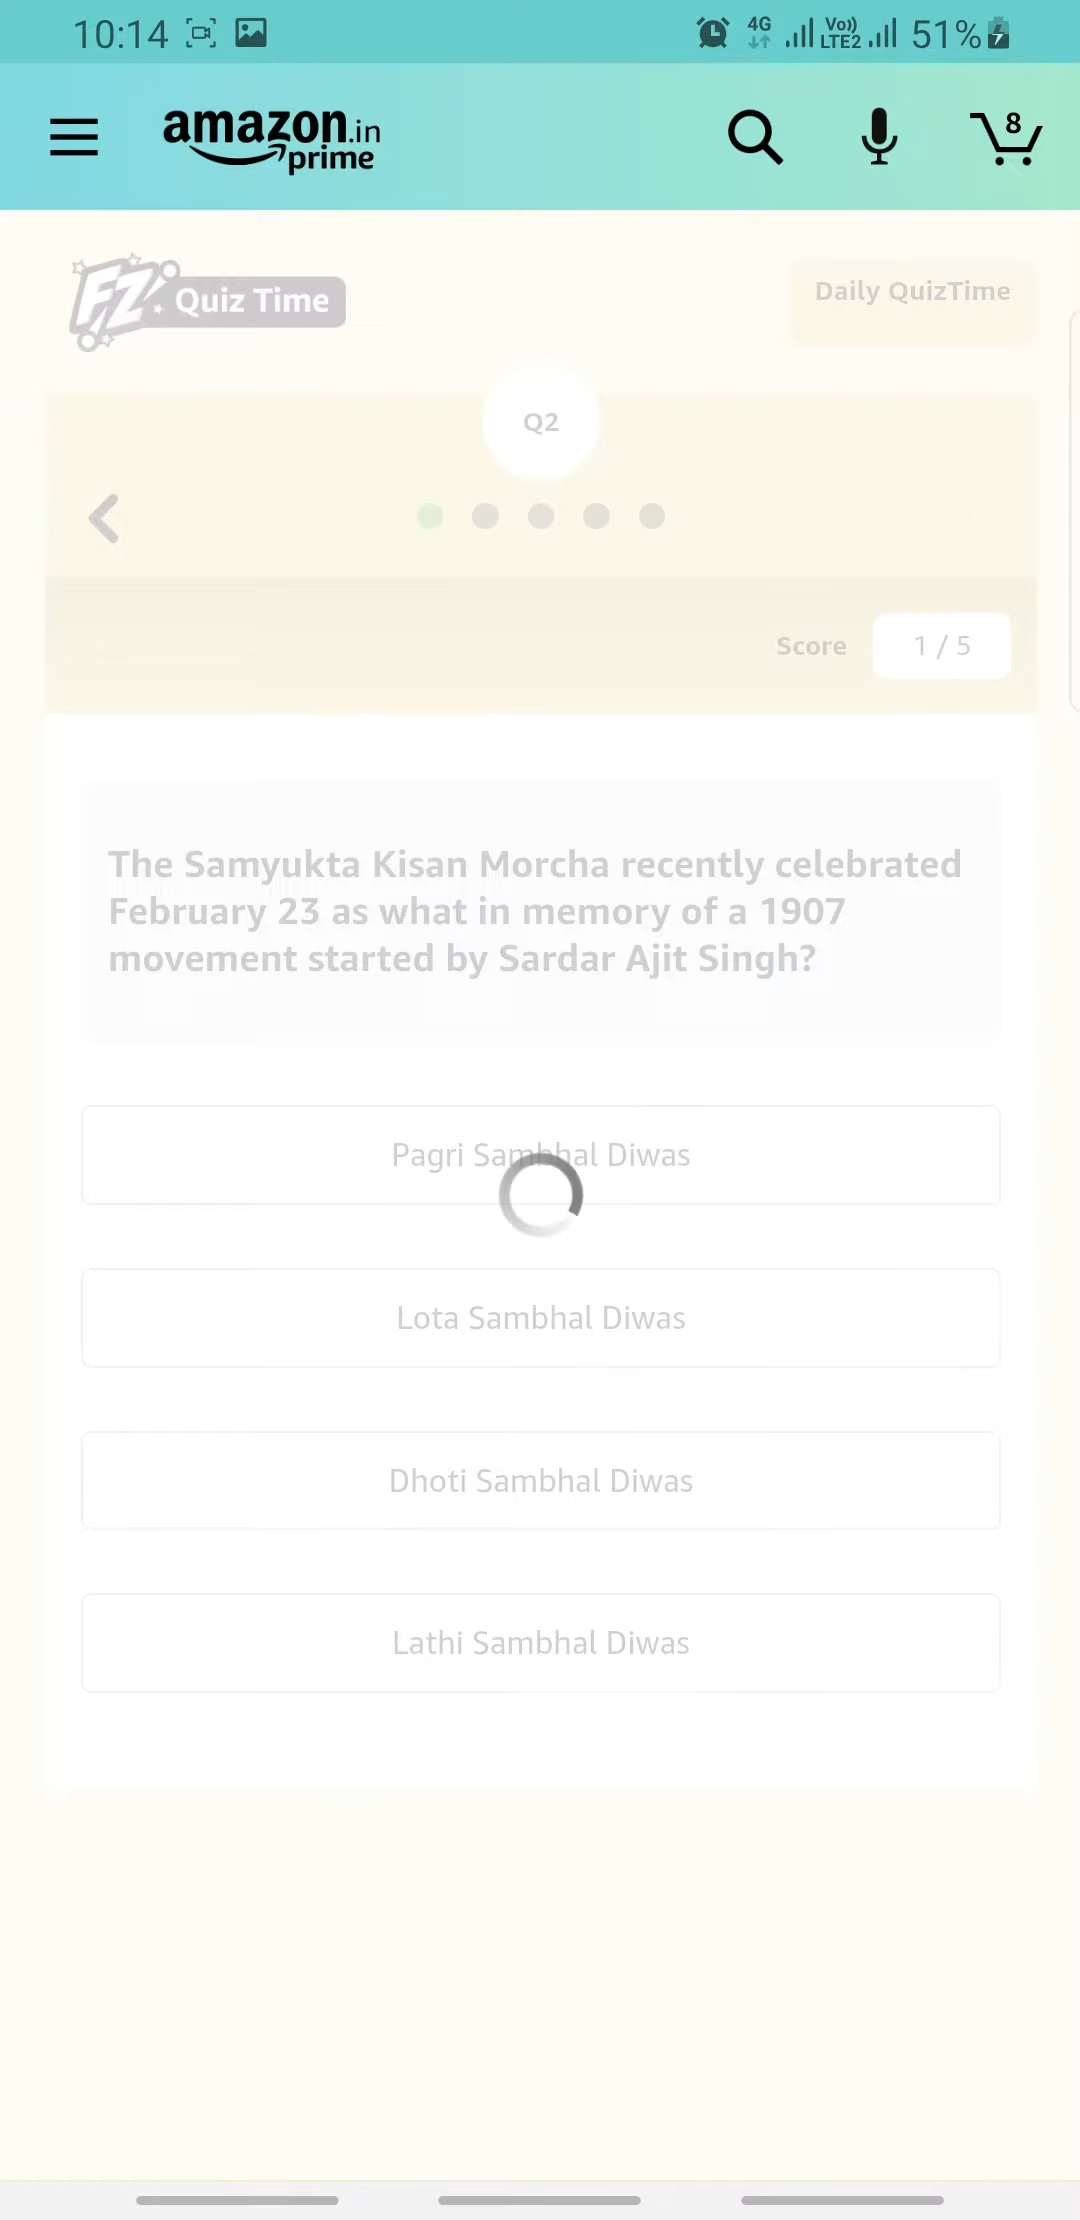 10:14 4G Vo)) LTE2 51%
amazon.in
prime
8
FZ Quiz Time
Daily QuizTime
Q2
Score 1 / 5
The Samyukta Kisan Morcha recently celebrated
February 23 as what in memory of a 1907
movement started by Sardar Ajit Singh?
Pagri Sambhal Diwas
Lota Sambhal Diwas
Dhoti Sambhal Diwas
Lathi Sambhal Diwas